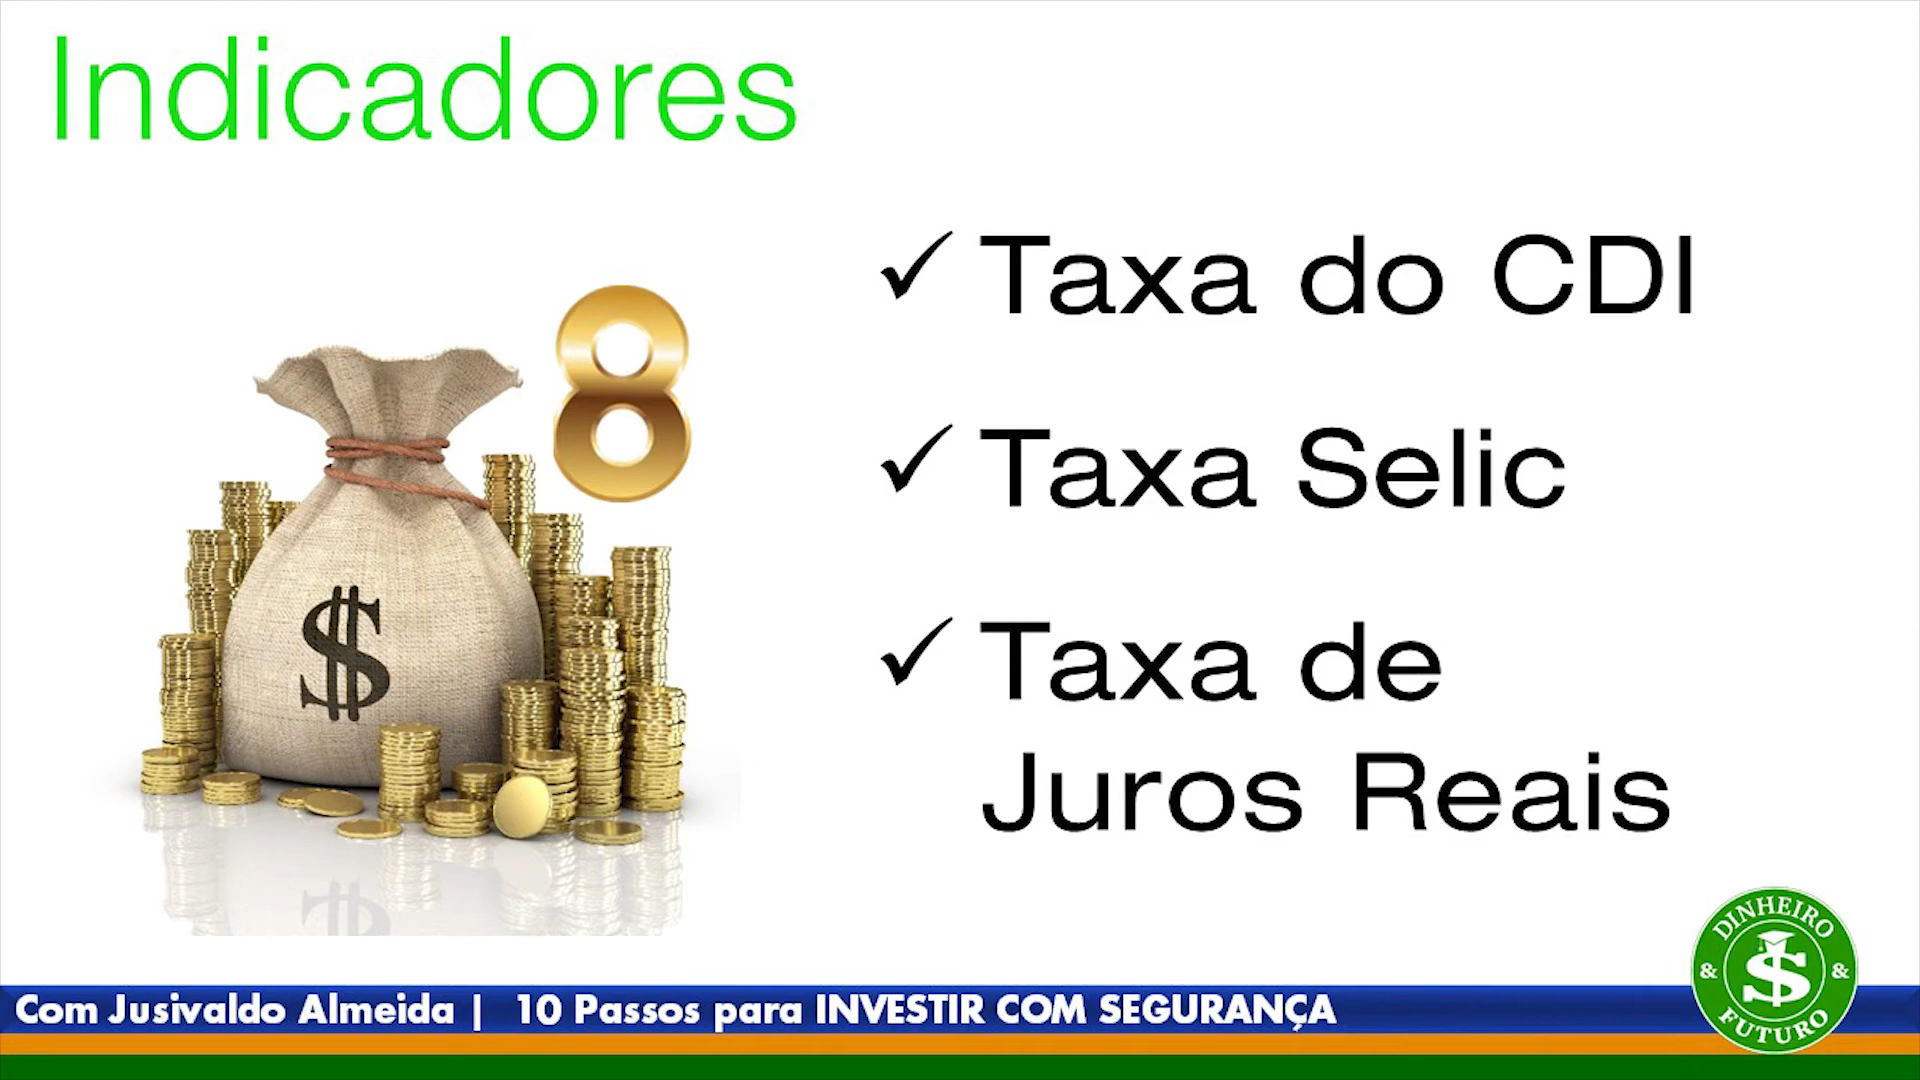 Indicadores
8
✓ Taxa do CDI
✓ Taxa Selic
✓ Taxa de
Juros Reais
$
DINHEIRO
& $ &
FUTURO
Com Jusivaldo Almeida | 10 Passos para INVESTIR COM SEGURANÇA